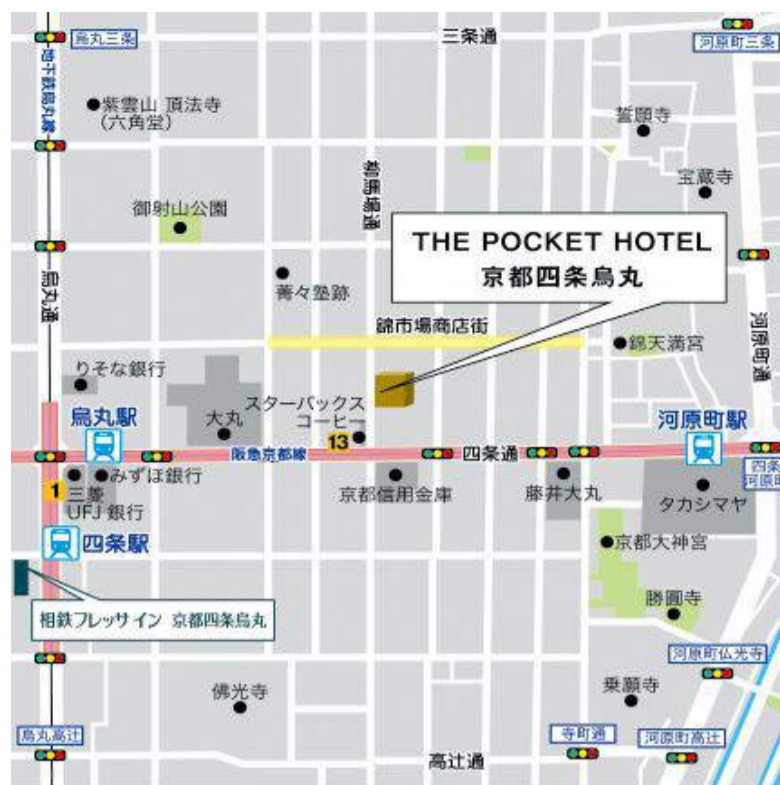 烏丸三条
三条通
河原町三条
地下鉄烏丸線
紫雲山 頂法寺
(六角堂)
誓願寺
柳馬場通
宝蔵寺
御射山公園
THE POCKET HOTEL
京都四条烏丸
烏丸通
菁々塾跡
錦市場商店街
錦天満宮
河原町通
りそな銀行
烏丸駅
大丸
スターバックス
コーヒー
13
河原町駅
阪急京都線
四条通
四条
河原町
1
三菱
UFJ 銀行
みずほ銀行
京都信用金庫
藤井大丸
タカシマヤ
四条駅
京都大神宮
相鉄フレッサイン 京都四条烏丸
勝圓寺
河原町仏光寺
佛光寺
乗願寺
烏丸高辻
高辻通
寺町通
河原町高辻